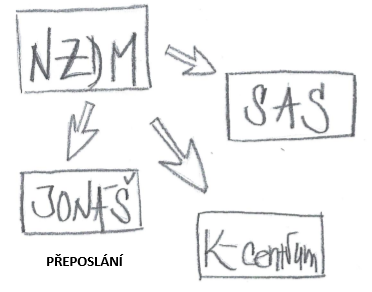 NZDM
SAS
JONÁŠ
K-centrum
PŘEPOSLÁNÍ